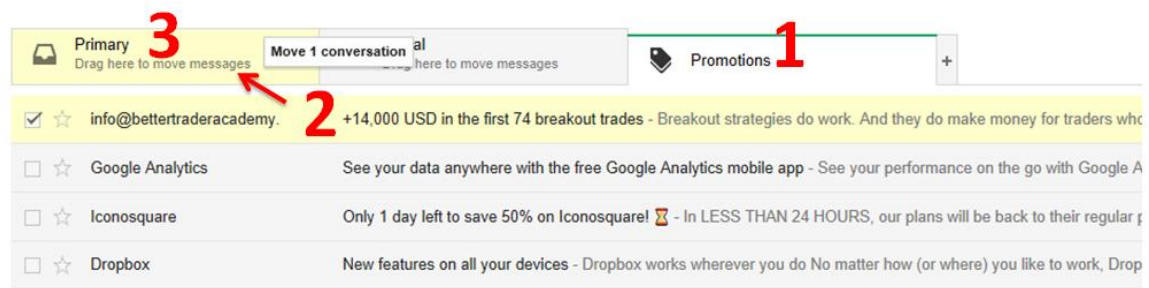 Primary 3
Drag here to move messages
Move 1 conversation
al
here to move messages
Promotions 1
+
2
info@bettertraderacademy.
+14,000 USD in the first 74 breakout trades - Breakout strategies do work. And they do make money for traders who
Google Analytics
See your data anywhere with the free Google Analytics mobile app - See your performance on the go with Google A
Iconosquare
Only 1 day left to save 50% on Iconosquare! ⏳ - In LESS THAN 24 HOURS, our plans will be back to their regular p
Dropbox
New features on all your devices - Dropbox works wherever you do No matter how (or where) you like to work, Drop